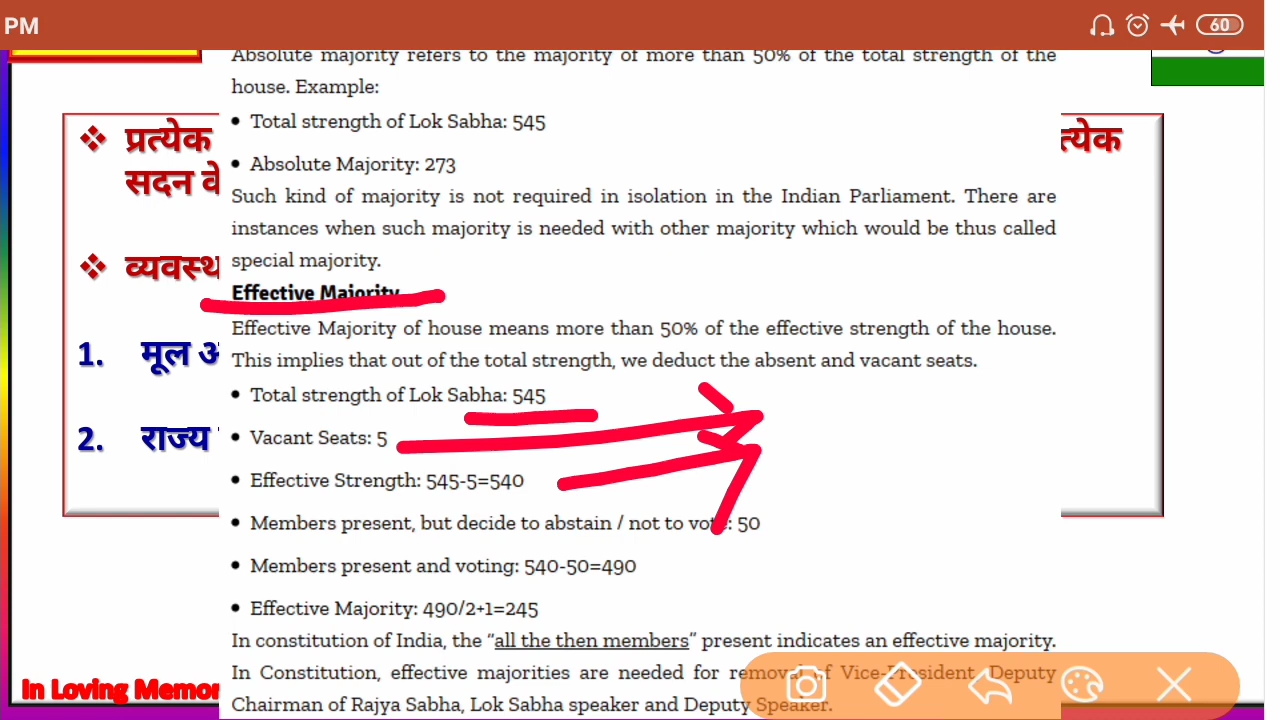 PM
60
Absolute majority refers to the majority of more than 50% of the total strength of the
house. Example:
• Total strength of Lok Sabha: 545
• Absolute Majority: 273
Such kind of majority is not required in isolation in the Indian Parliament. There are
instances when such majority is needed with other majority which would be thus called
special majority.
Effective Majority
Effective Majority of house means more than 50% of the effective strength of the house.
This implies that out of the total strength, we deduct the absent and vacant seats.
• Total strength of Lok Sabha: 545
• Vacant Seats: 5
• Effective Strength: 545-5=540
• Members present, but decide to abstain / not to vote: 50
• Members present and voting: 540-50=490
• Effective Majority: 490/2+1=245
In constitution of India, the “all the then members” present indicates an effective majority.
In Constitution, effective majorities are needed for removal of Vice-President, Deputy
Chairman of Rajya Sabha, Lok Sabha speaker and Deputy Speaker.
❖ प्रत्येक
सदन के
❖
1. मूल
2. राज्य
In Loving